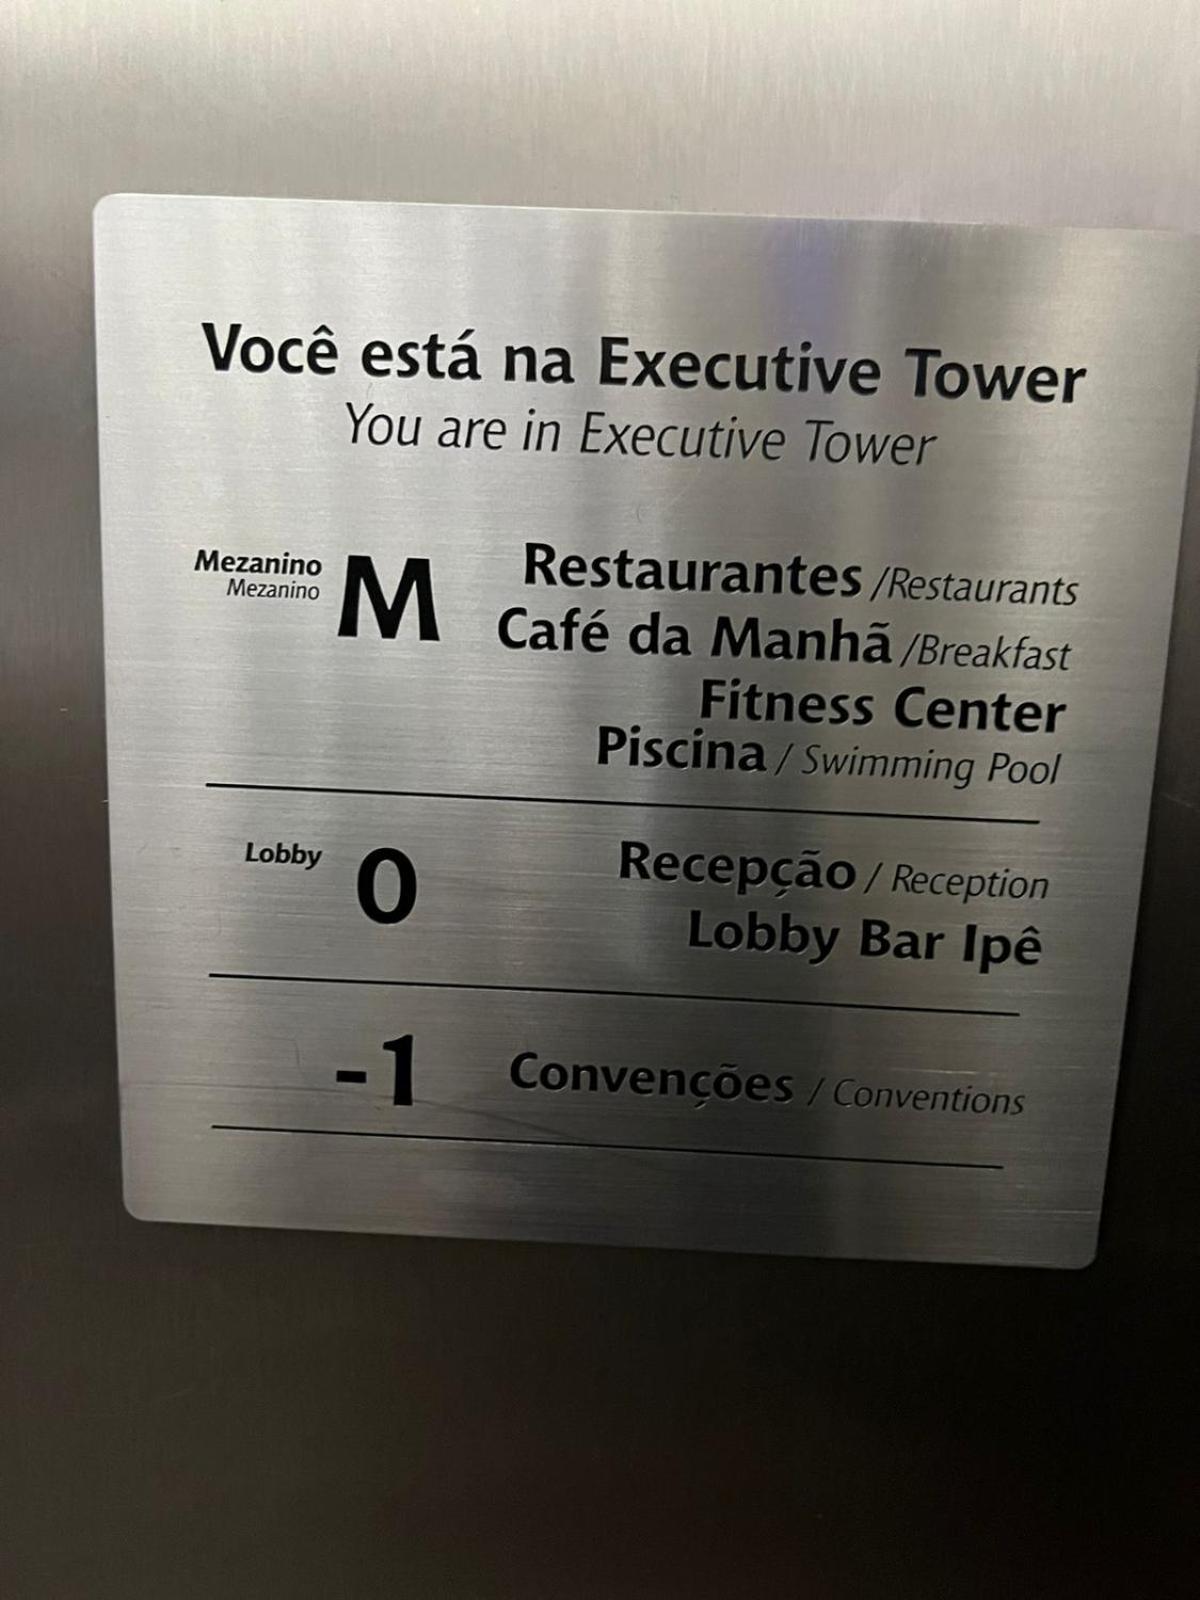 Você está na Executive Tower
You are in Executive Tower
Mezanino
Mezanino
M
Restaurantes /Restaurants
Café da Manhã /Breakfast
Fitness Center
Piscina / Swimming Pool
Lobby
0
Recepção / Reception
Lobby Bar Ipê
-1
Convenções / Conventions